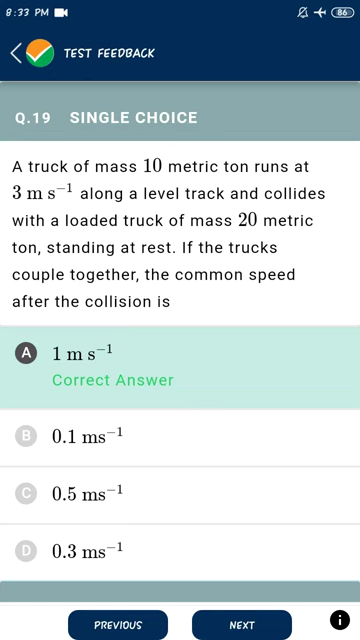 8:33 PM 86
TEST FEEDBACK
Q.19 SINGLE CHOICE
A truck of mass 10 metric ton runs at
3 m s⁻¹ along a level track and collides
with a loaded truck of mass 20 metric
ton, standing at rest. If the trucks
couple together, the common speed
after the collision is
A 1 m s⁻¹
Correct Answer
B 0.1 ms⁻¹
C 0.5 ms⁻¹
D 0.3 ms⁻¹
PREVIOUS NEXT